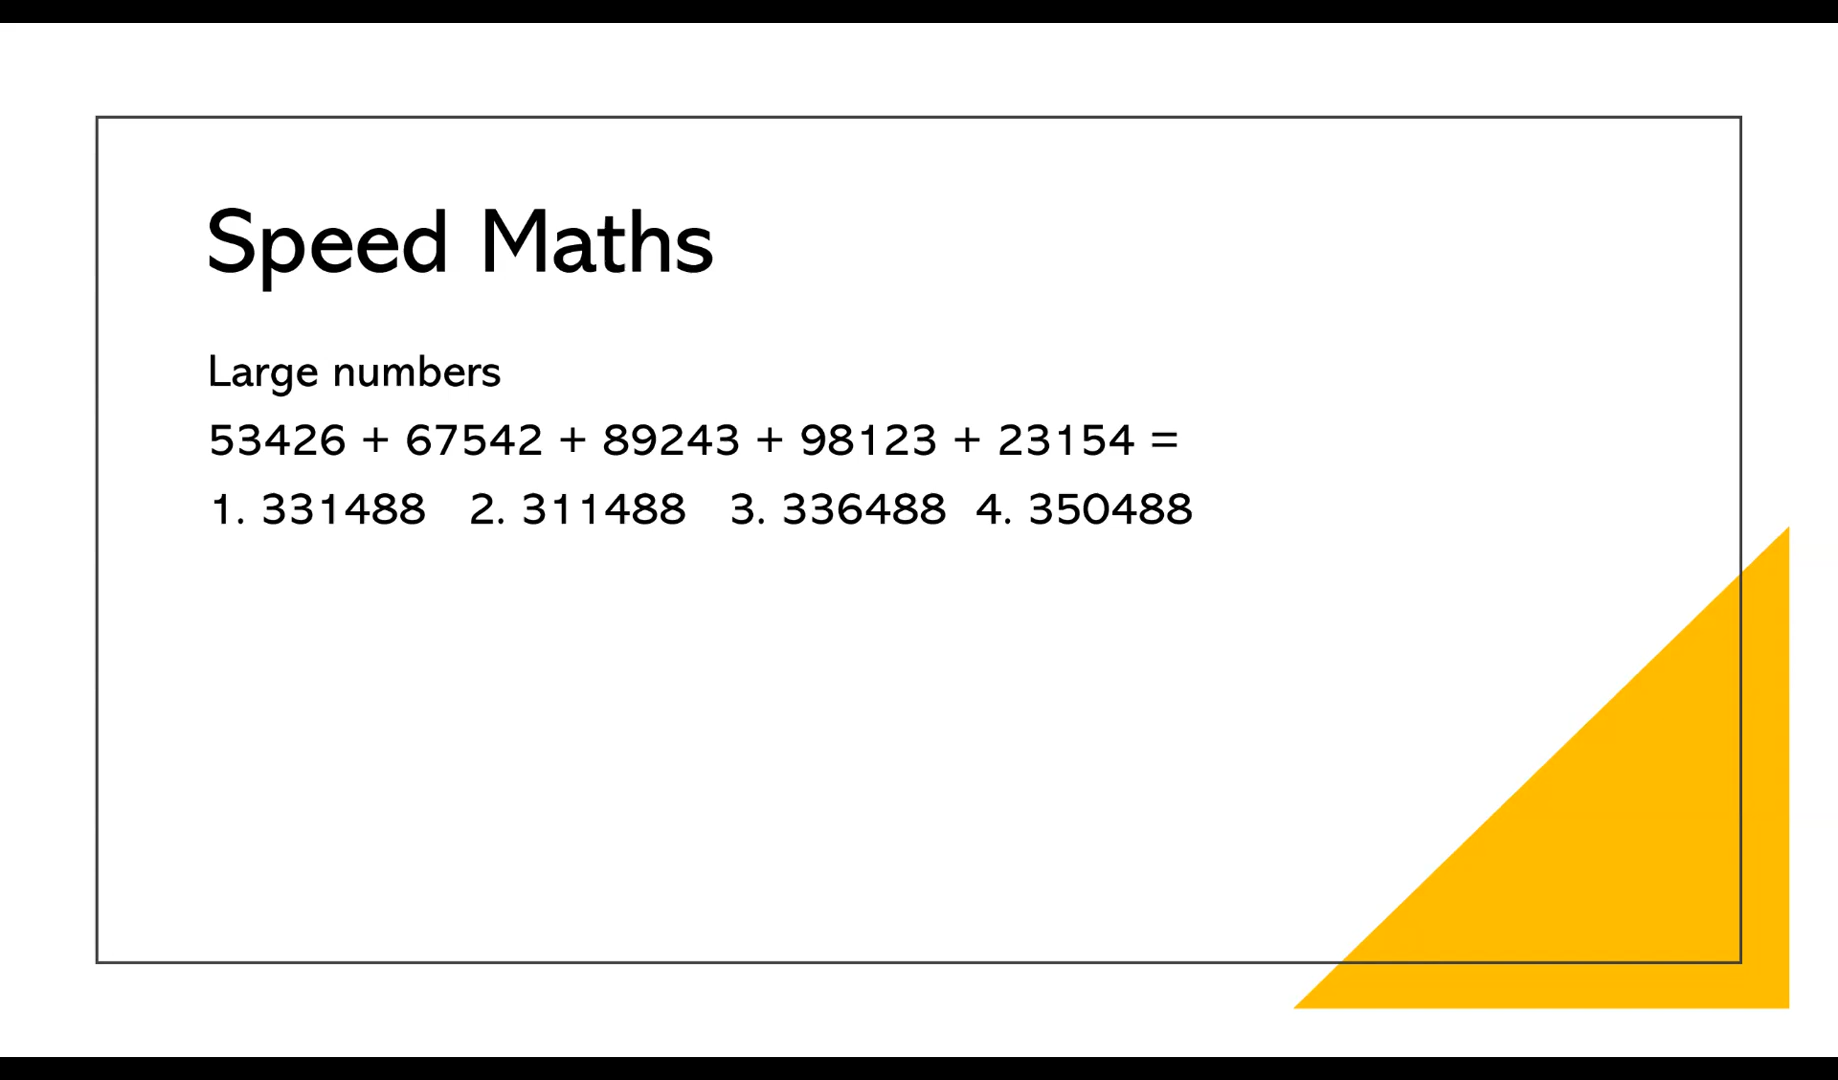 Speed Maths
Large numbers
53426 + 67542 + 89243 + 98123 + 23154 =
1. 331488 2. 311488 3. 336488 4. 350488